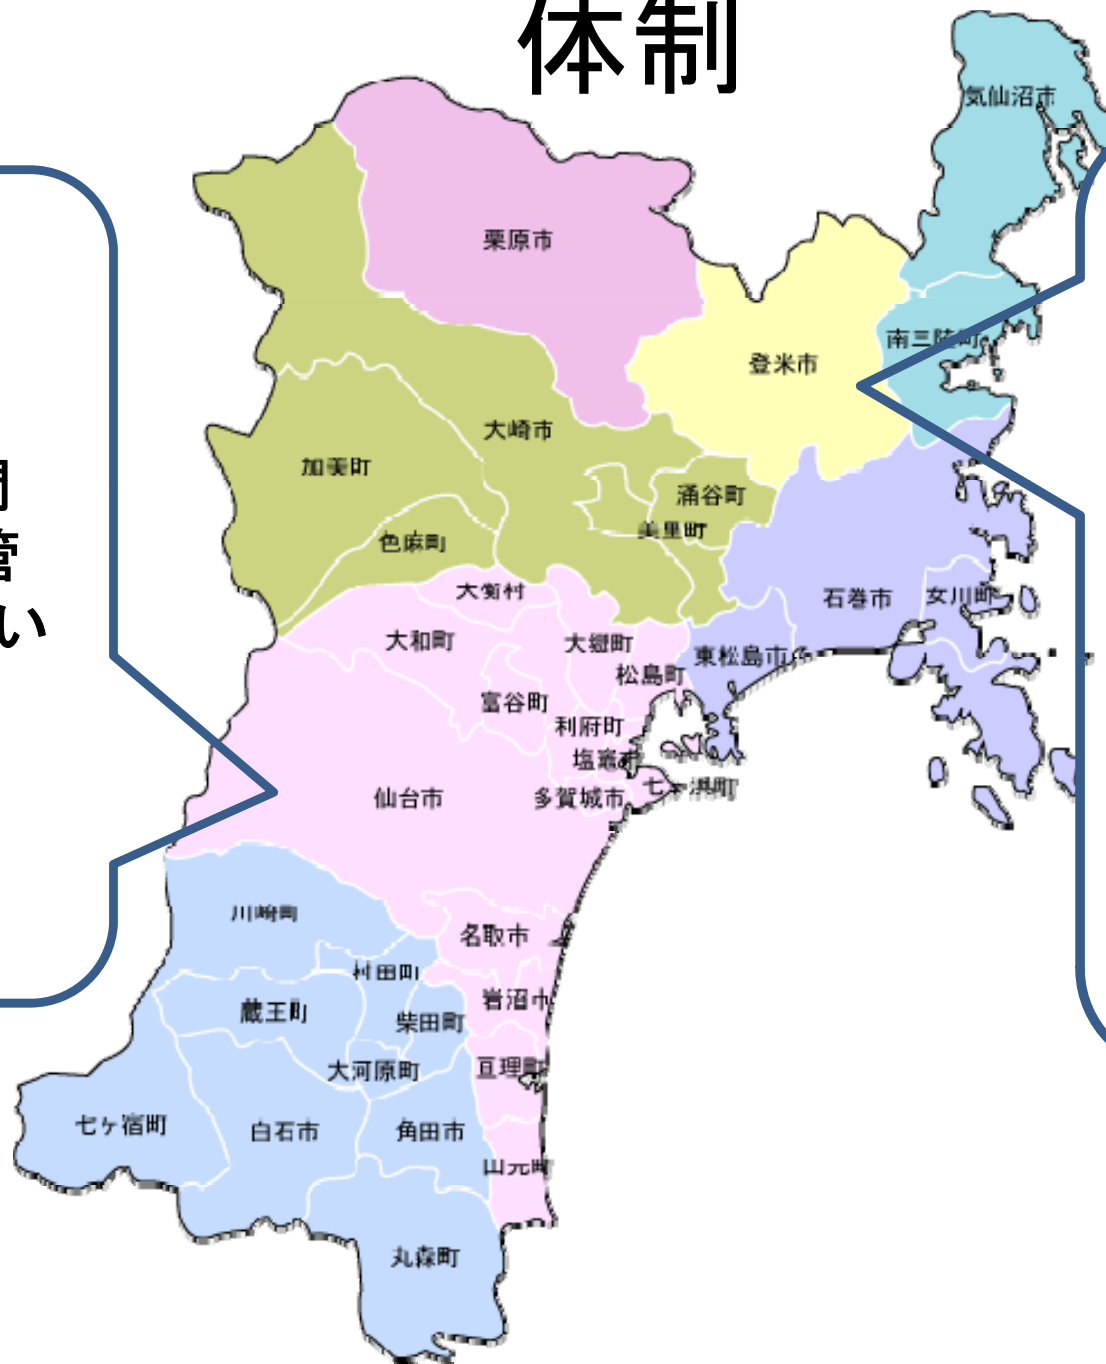 体制
気仙沼市
栗原市
南三陸町
登米市
大崎市
加美町
涌谷町
美里町
色麻町
大衡村
石巻市
女川町
大和町
大郷町
東松島市
松島町
富谷町
利府町
塩竈市
七ヶ浜町
仙台市
多賀城市
川崎町
名取市
村田町
岩沼市
蔵王町
柴田町
大河原町
亘理町
七ヶ宿町
白石市
角田市
山元町
丸森町
い